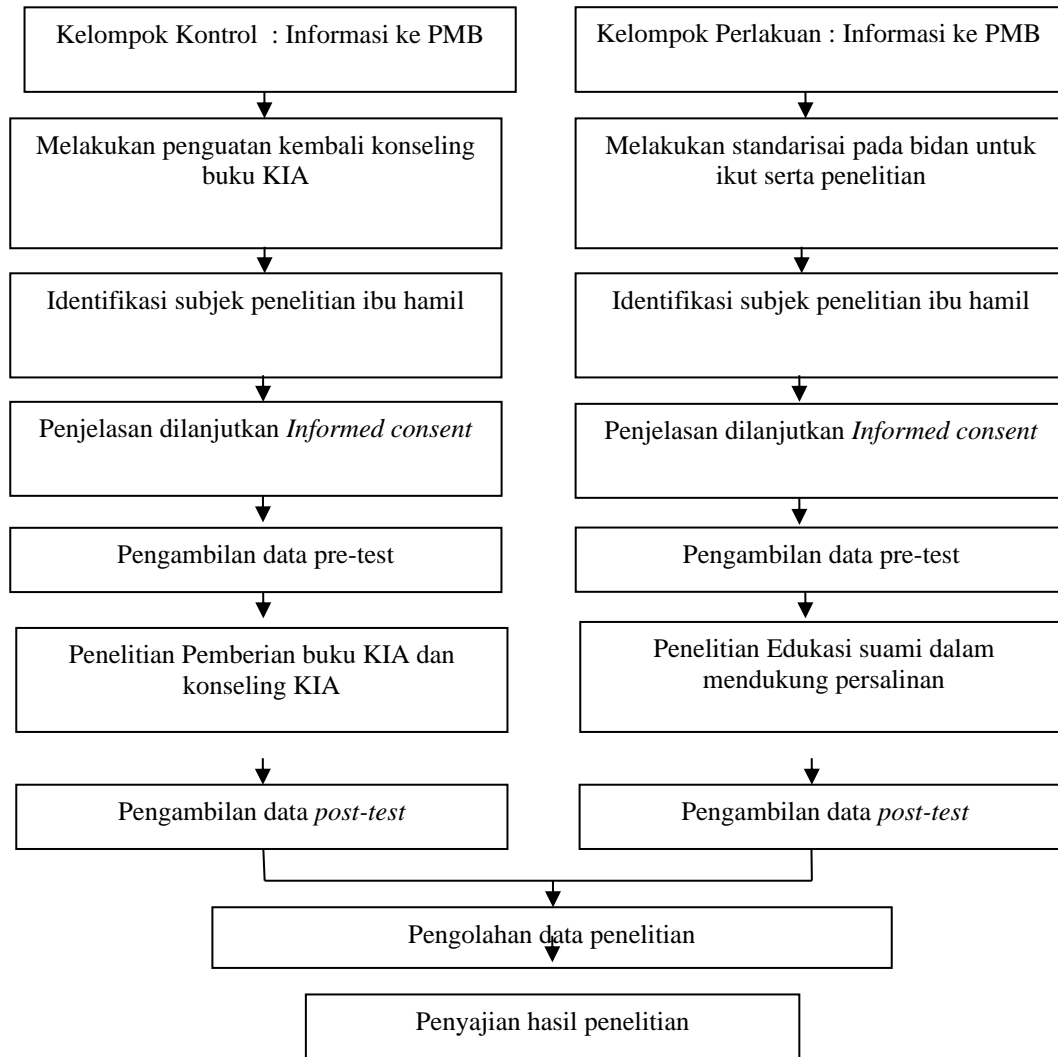 Kelompok Kontrol : Informasi ke PMB
Melakukan penguatan kembali konseling
buku KIA
Identifikasi subjek penelitian ibu hamil
Penjelasan dilanjutkan Informed consent
Pengambilan data pre-test
Penelitian Pemberian buku KIA dan
konseling KIA
Pengambilan data post-test
Kelompok Perlakuan : Informasi ke PMB
Melakukan standarisai pada bidan untuk
ikut serta penelitian
Identifikasi subjek penelitian ibu hamil
Penjelasan dilanjutkan Informed consent
Pengambilan data pre-test
Penelitian Edukasi suami dalam
mendukung persalinan
Pengambilan data post-test
Pengolahan data penelitian
Penyajian hasil penelitian